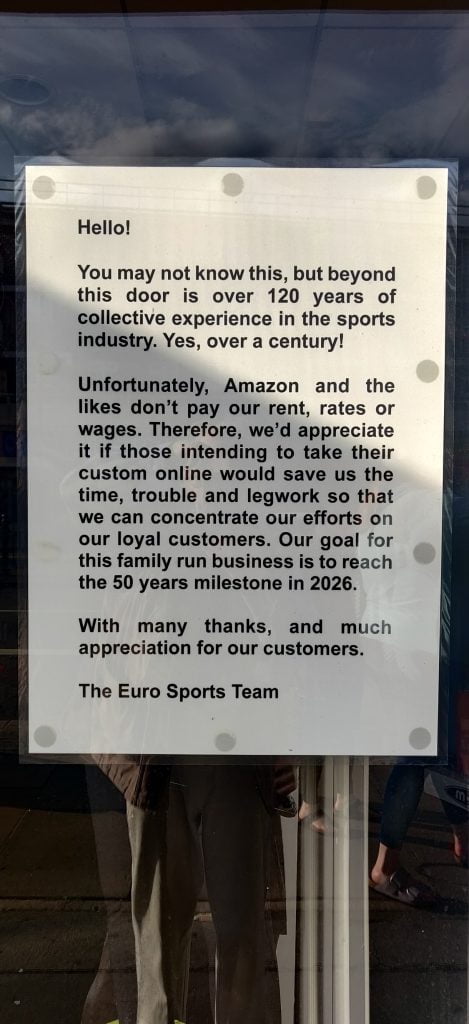 Hello!
You may not know this, but beyond
this door is over 120 years of
collective experience in the sports
industry. Yes, over a century!
Unfortunately, Amazon and the
likes don't pay our rent, rates or
wages. Therefore, we'd appreciate
it if those intending to take their
custom online would save us the
time, trouble and legwork so that
we can concentrate our efforts on
our loyal customers. Our goal for
this family run business is to reach
the 50 years milestone in 2026.
With many thanks, and much
appreciation for our customers.
The Euro Sports Team